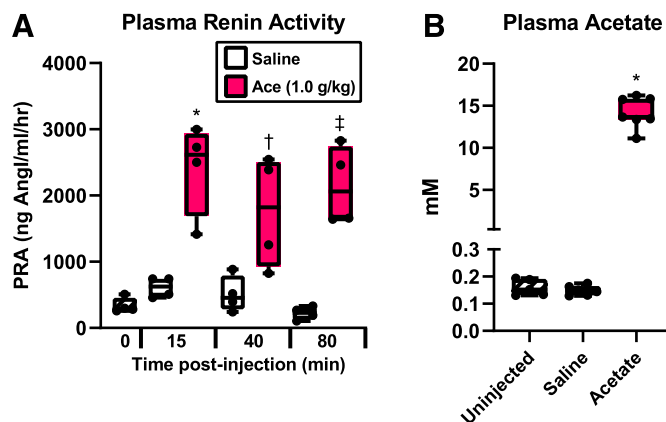 A
Plasma Renin Activity
Saline
Ace (1.0 g/kg)
PRA (ng AngI/ml/hr)
4000
3000
2000
1000
0
*
†
‡
0 15 40 80
Time post-injection (min)
B
Plasma Acetate
mM
20
15
10
5
0.3
0.2
0.1
0.0
*
Uninjected
Saline
Acetate